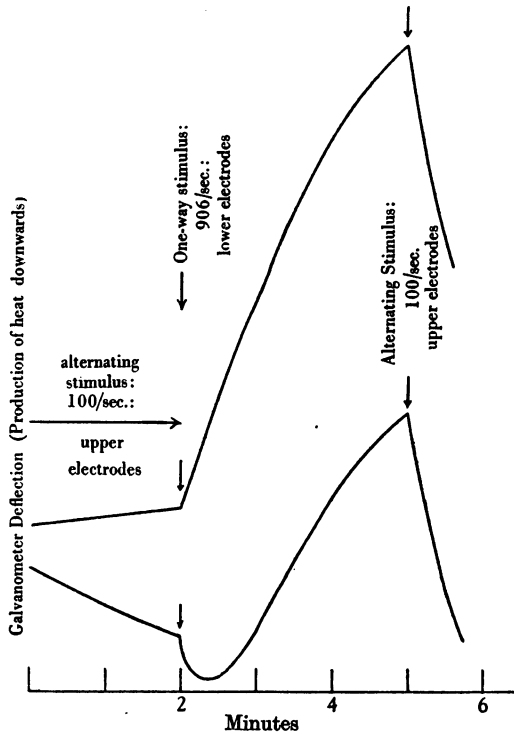 Galvanometer Deflection (Production of heat downwards)
One-way stimulus:
906/sec.:
lower electrodes
alternating
stimulus:
100/sec.:
upper
electrodes
Alternating Stimulus:
100/sec.
upper electrodes
2
4
6
Minutes